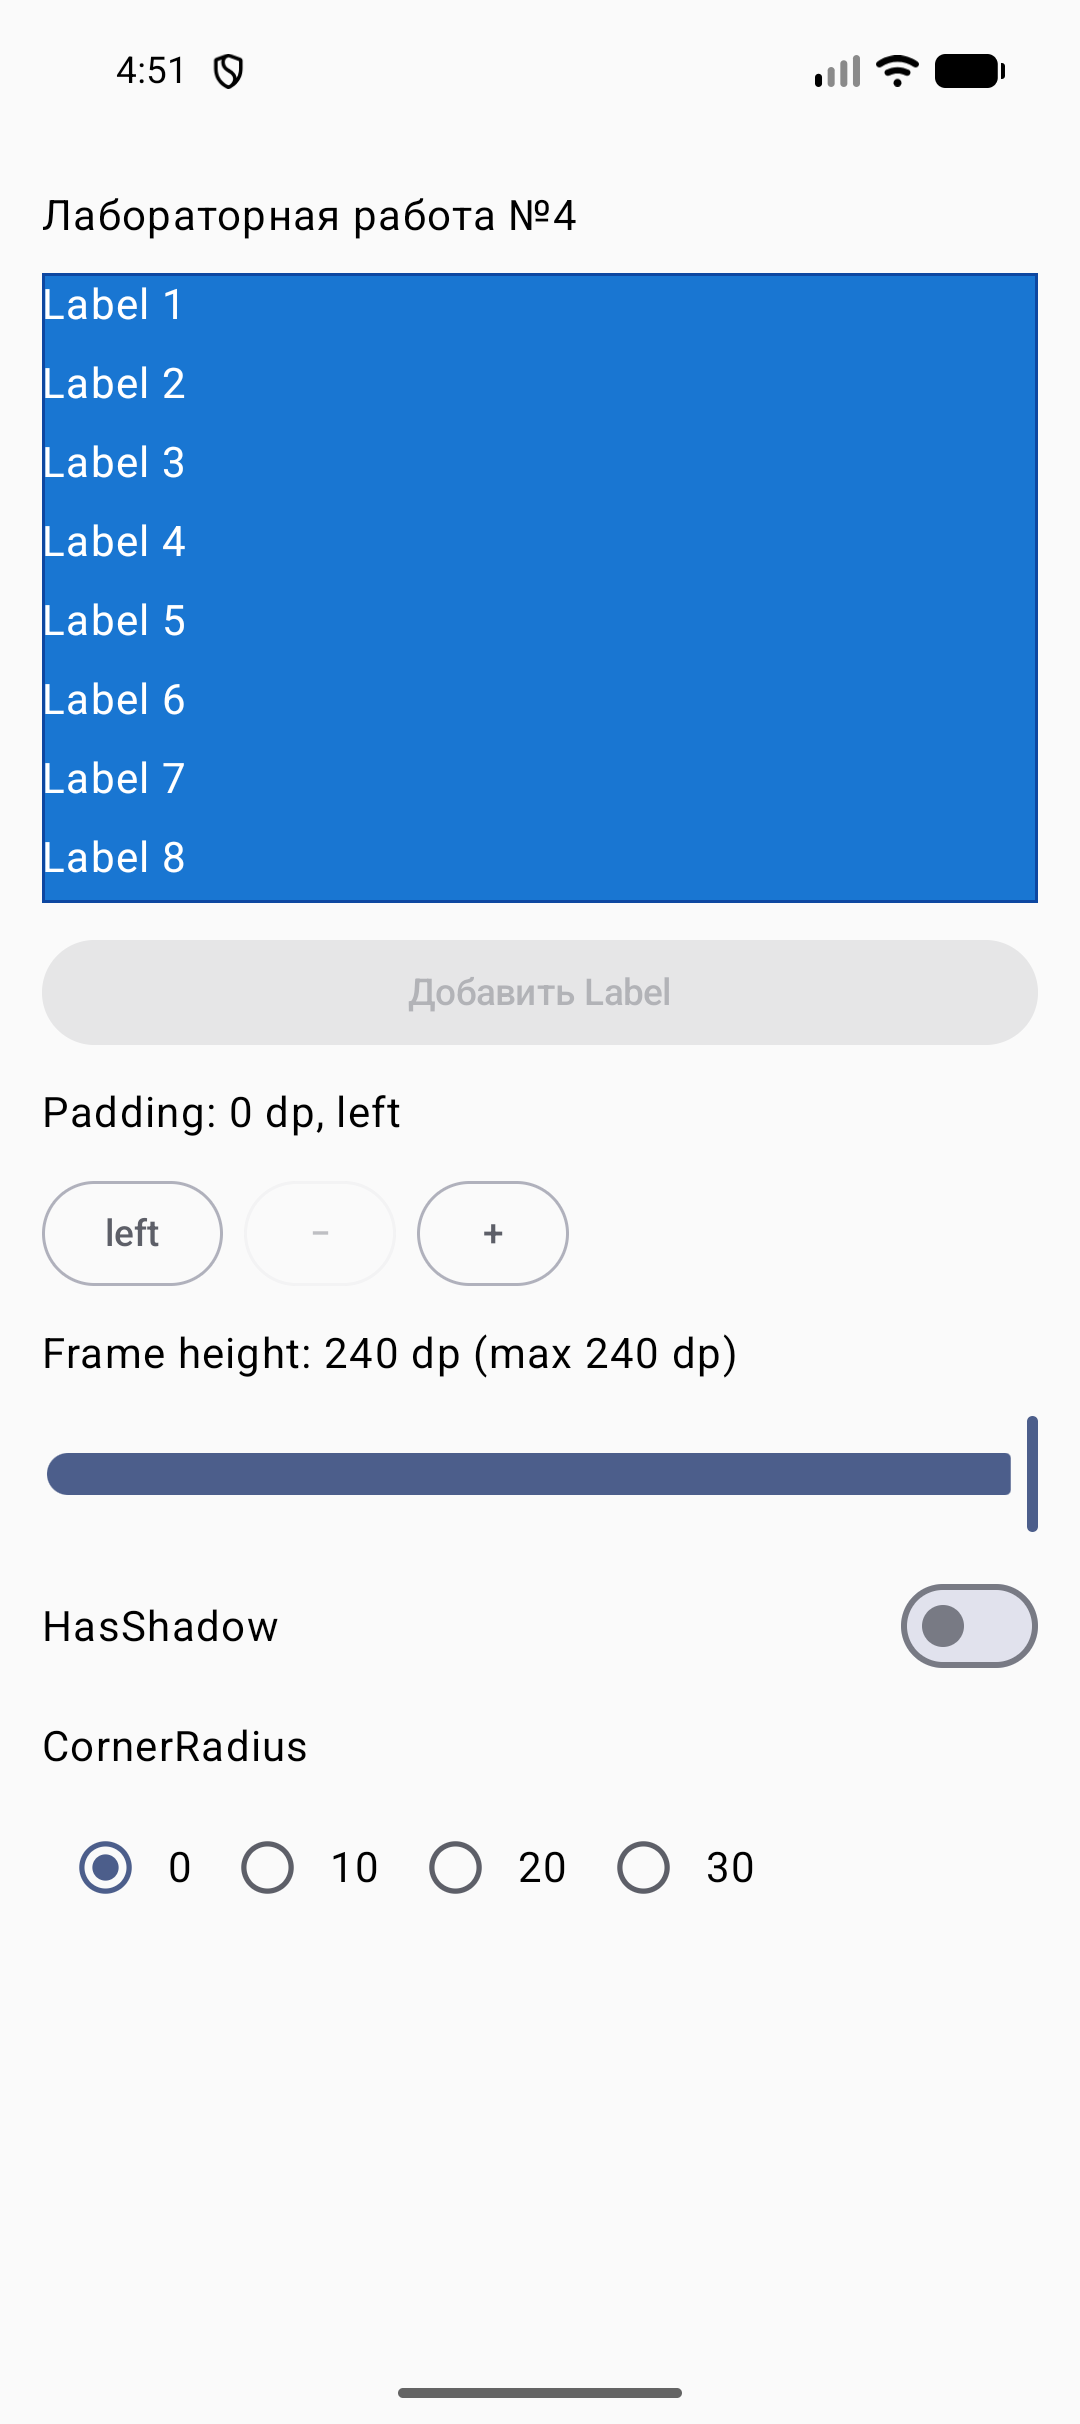 4:51
Лабораторная работа №4
Label 1
Label 2
Label 3
Label 4
Label 5
Label 6
Label 7
Label 8
Добавить Label
Padding: 0 dp, left
left − +
Frame height: 240 dp (max 240 dp)
HasShadow
CornerRadius
0 10 20 30